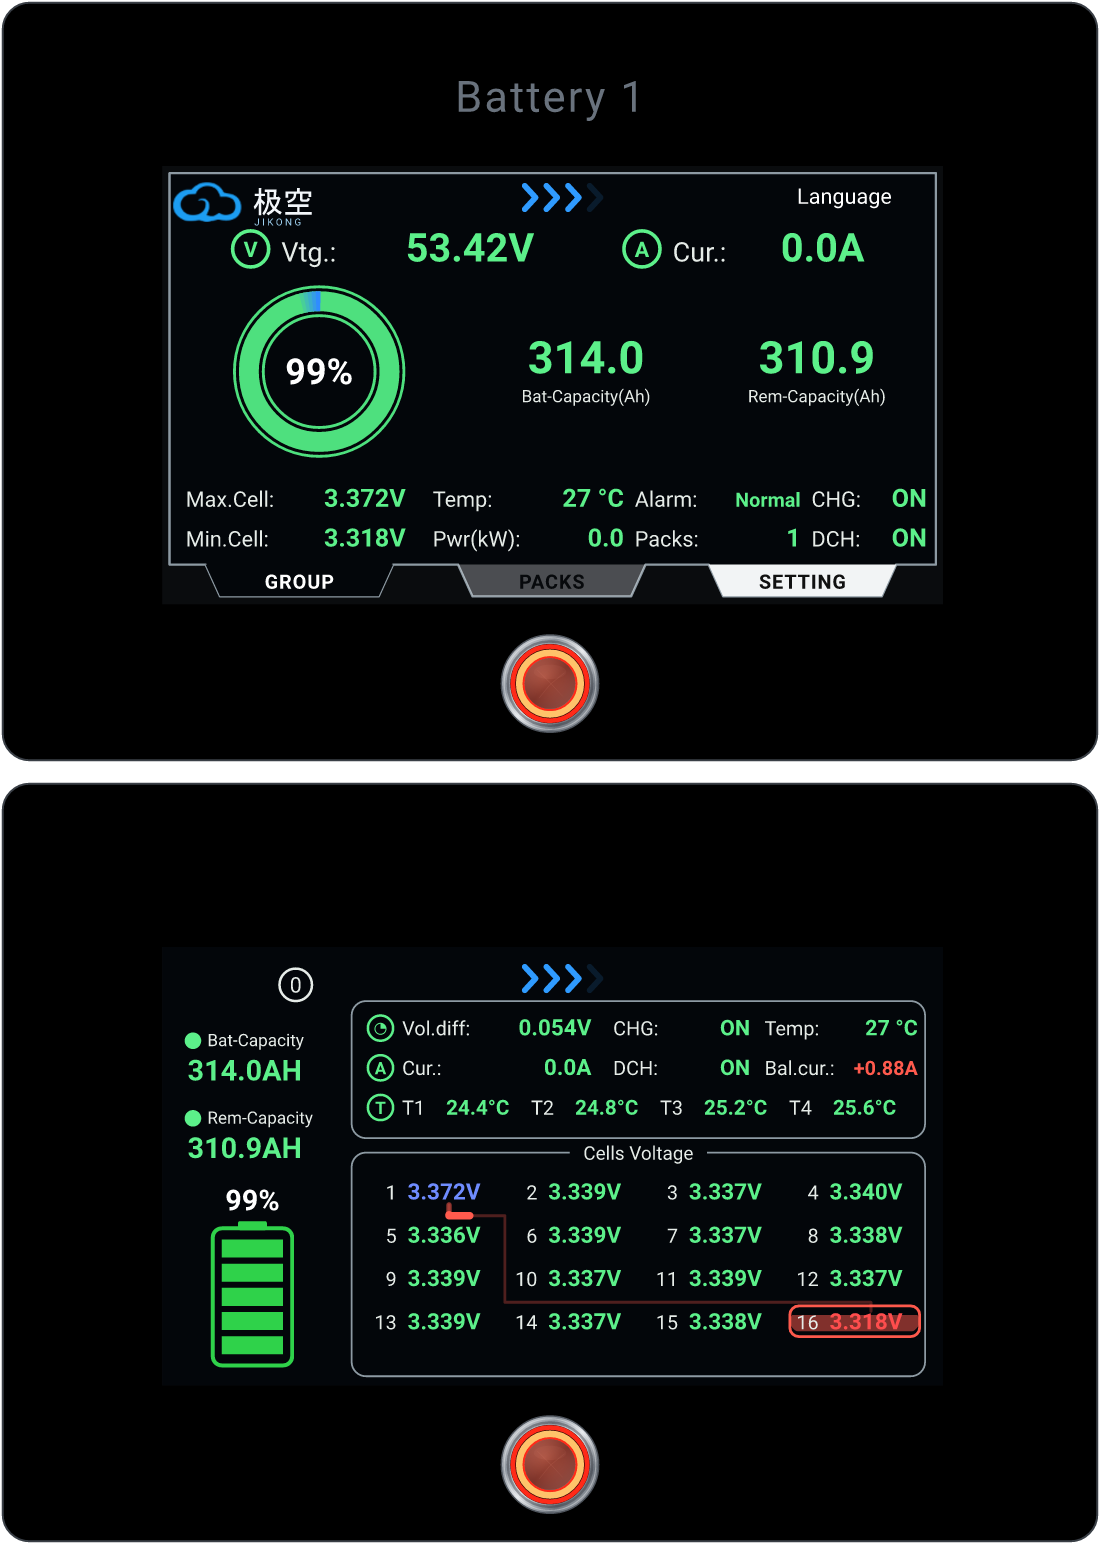 Battery 1
极空
JIKONG
Language
V Vtg.: 53.42V A Cur.: 0.0A
99%
314.0 310.9
Bat-Capacity(Ah) Rem-Capacity(Ah)
Max.Cell: 3.372V Temp: 27 °C Alarm: Normal CHG: ON
Min.Cell: 3.318V Pwr(kW): 0.0 Packs: 1 DCH: ON
GROUP PACKS SETTING
0
Bat-Capacity
314.0AH
Rem-Capacity
310.9AH
99%
Vol.diff: 0.054V CHG: ON Temp: 27 °C
A Cur.: 0.0A DCH: ON Bal.cur.: +0.88A
T T1 24.4°C T2 24.8°C T3 25.2°C T4 25.6°C
Cells Voltage
1 3.372V 2 3.339V 3 3.337V 4 3.340V
5 3.336V 6 3.339V 7 3.337V 8 3.338V
9 3.339V 10 3.337V 11 3.339V 12 3.337V
13 3.339V 14 3.337V 15 3.338V 16 3.318V